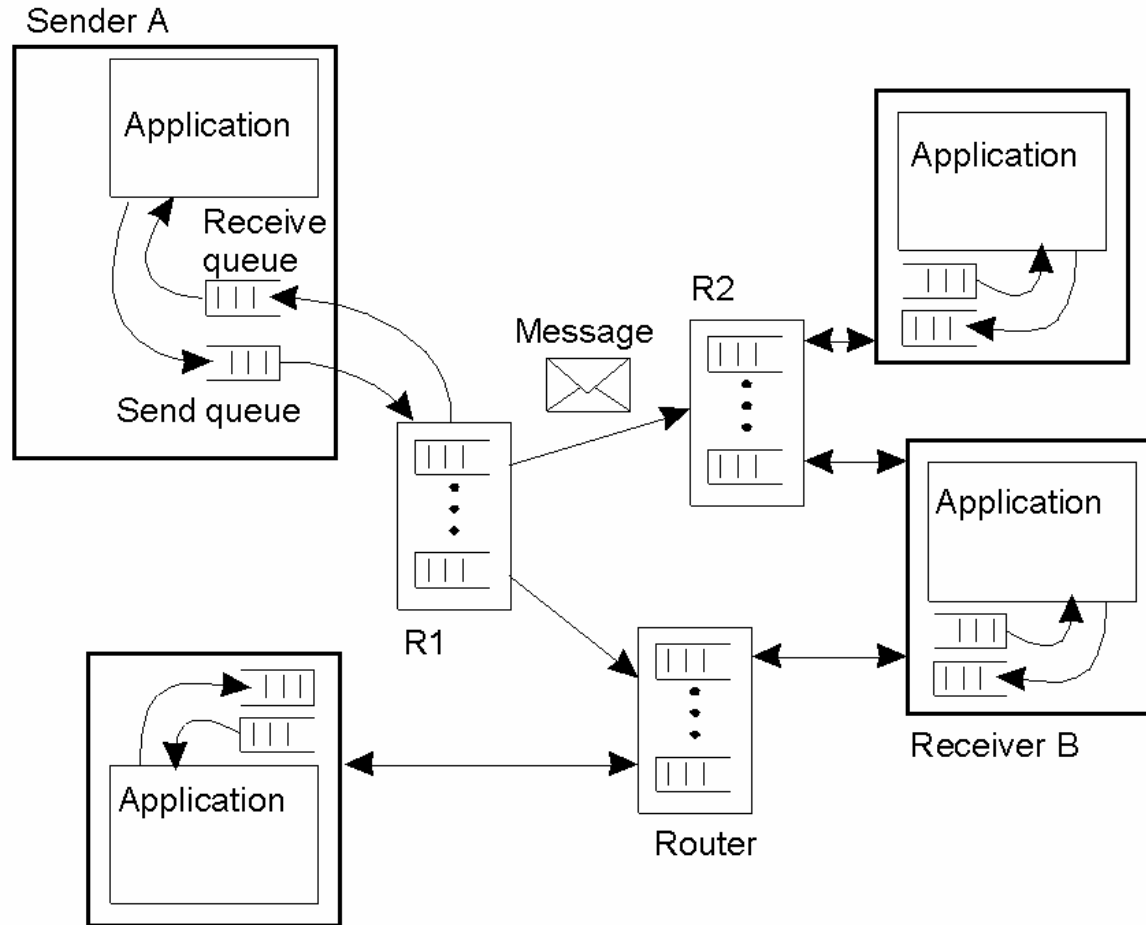 Sender A
Application
Receive
queue
Send queue
Message
R2
Application
R1
Application
Receiver B
Application
Router